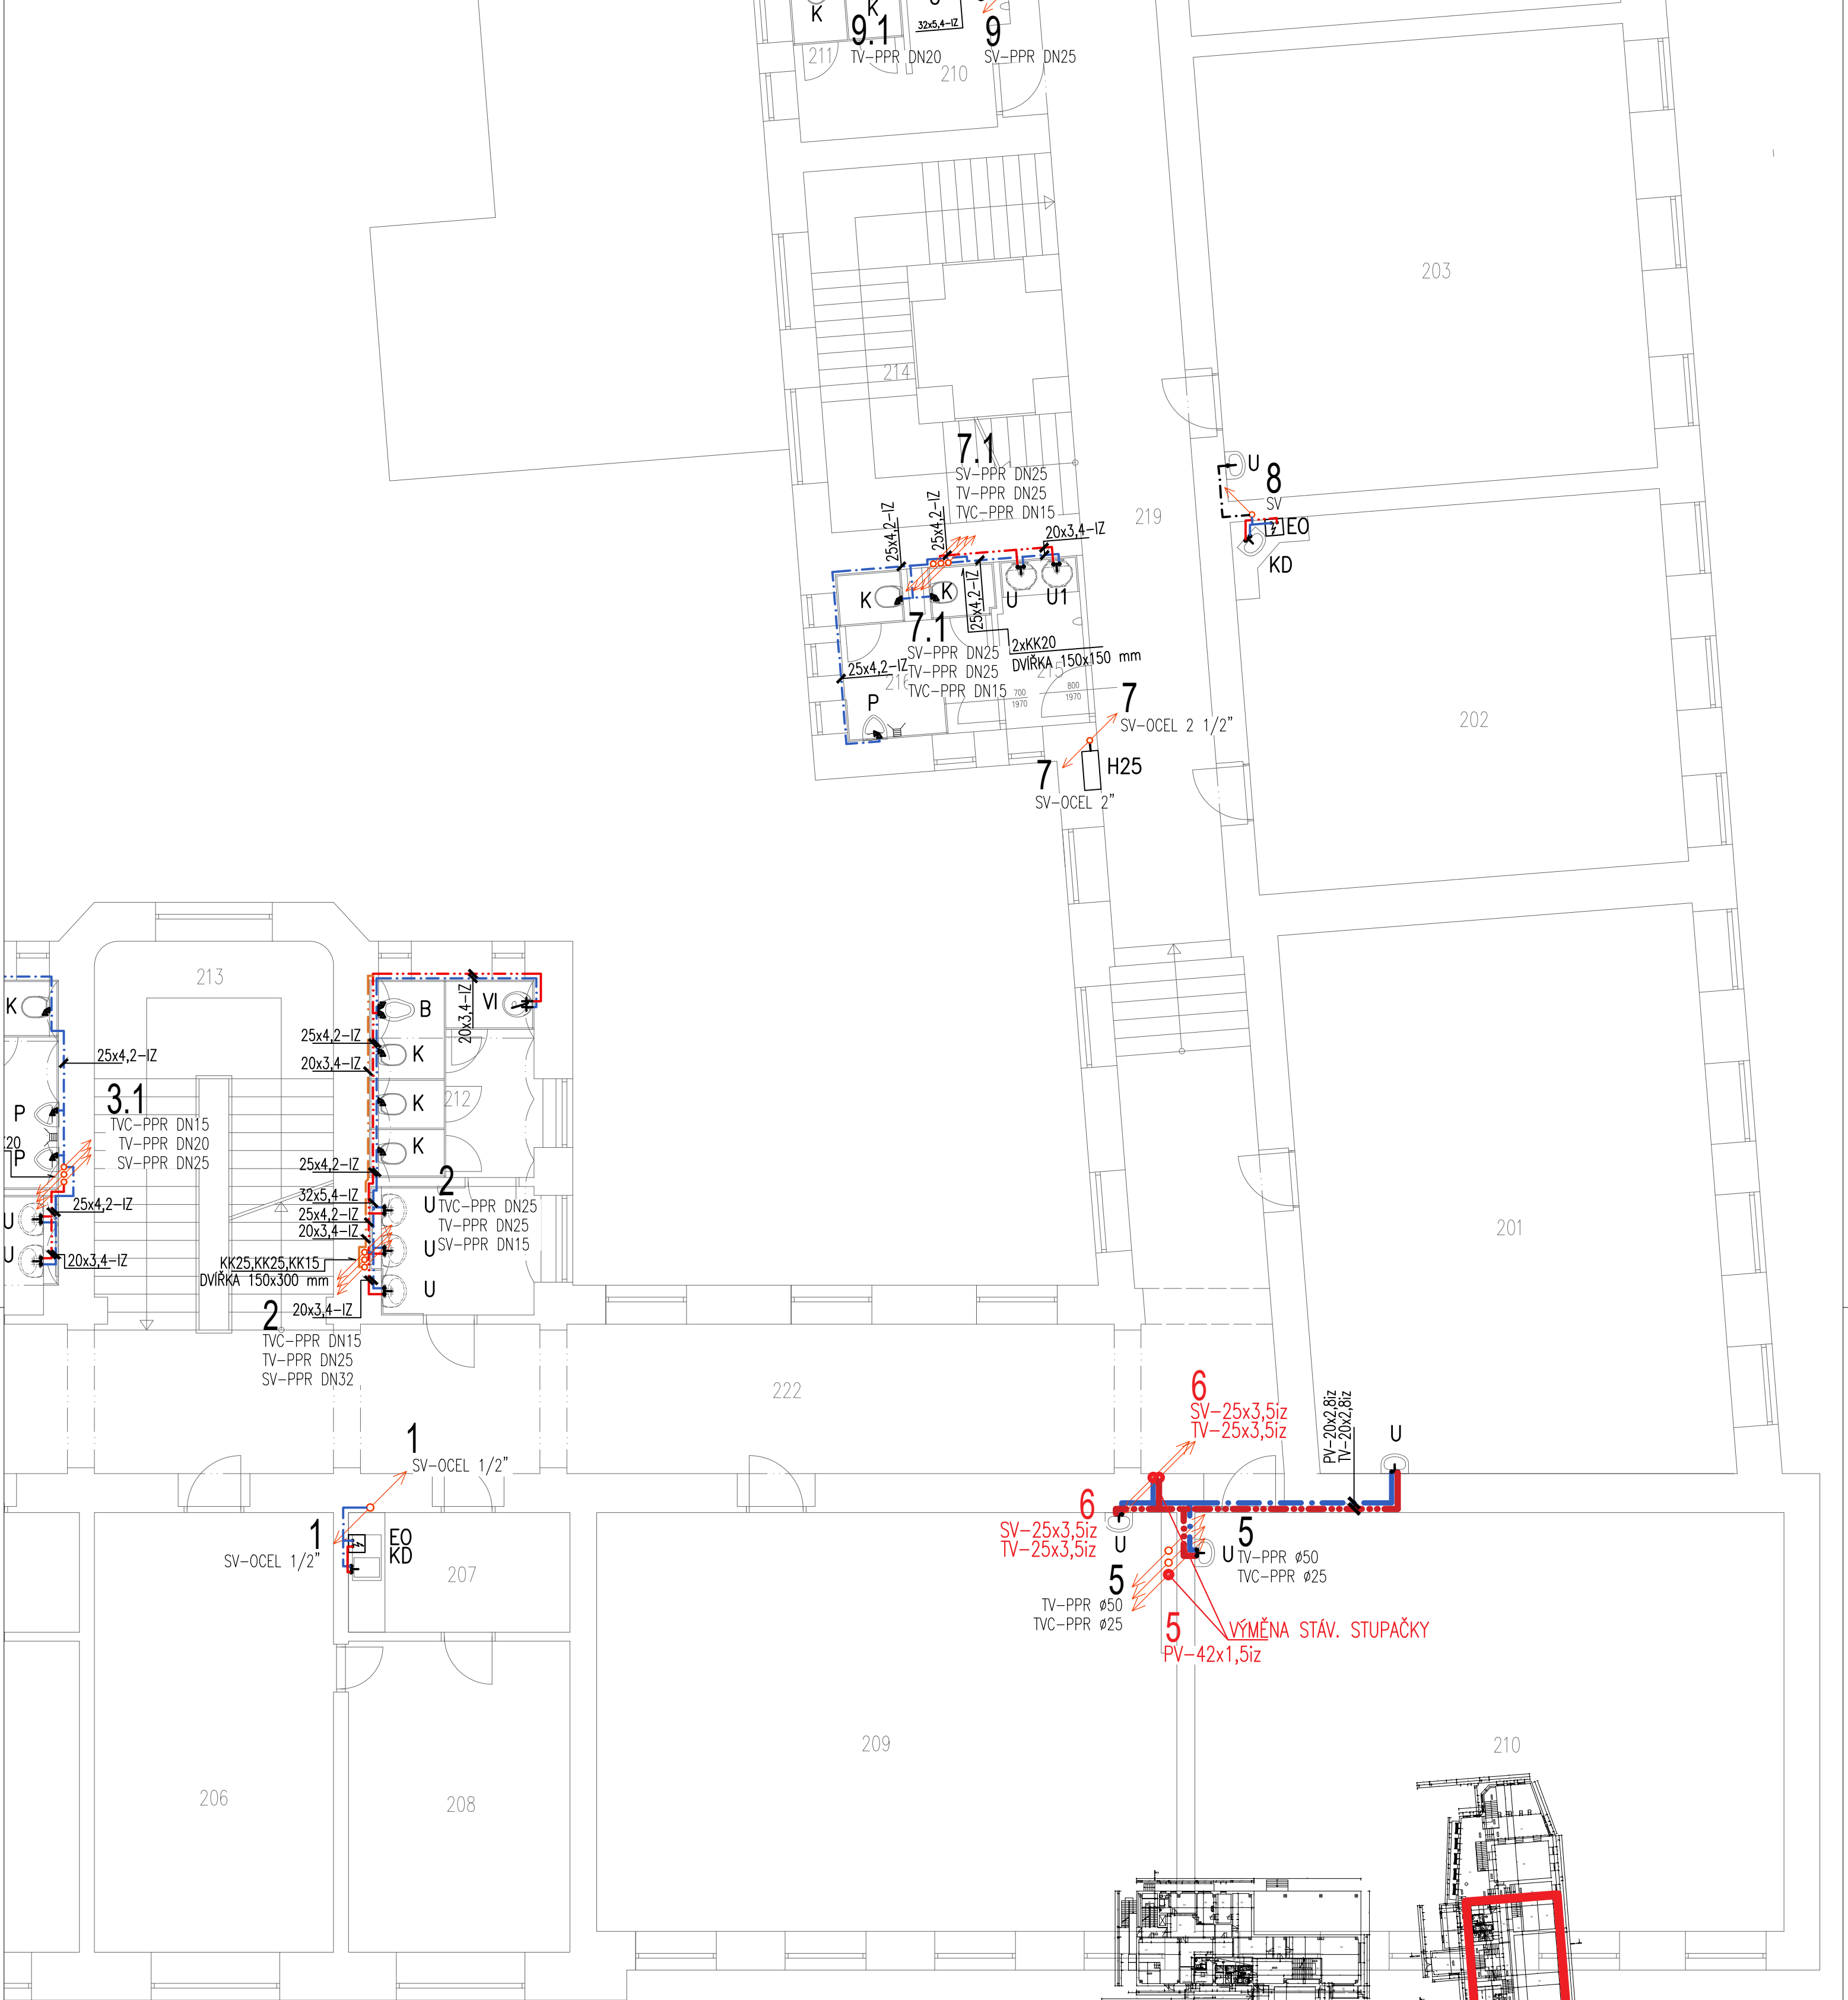 K
K
32x5,4-IZ
9.1
TV-PPR DN20
9
SV-PPR DN25
211
210
203
214
7.1
SV-PPR DN25
TV-PPR DN25
TVC-PPR DN15
25x4,2-IZ
25x4,2-IZ
20x3,4-IZ
219
U
8
SV
EO
KD
K
K
U
U1
25x4,2-IZ
7.1
SV-PPR DN25
TV-PPR DN25
TVC-PPR DN15
2xKK20
DVÍŘKA 150x150 mm
25x4,2-IZ
216
215
700
1970
800
1970
P
7
SV-OCEL 2 1/2"
7
SV-OCEL 2"
H25
202
213
K
25x4,2-IZ
3.1
TVC-PPR DN15
TV-PPR DN20
SV-PPR DN25
P
P
25x4,2-IZ
U
U
20x3,4-IZ
B
VI
20x3,4-IZ
25x4,2-IZ
20x3,4-IZ
K
K
K
212
25x4,2-IZ
32x5,4-IZ
25x4,2-IZ
20x3,4-IZ
2
TVC-PPR DN25
TV-PPR DN25
SV-PPR DN15
U
U
U
KK25,KK25,KK15
DVÍŘKA 150x300 mm
20x3,4-IZ
2
TVC-PPR DN15
TV-PPR DN25
SV-PPR DN32
201
222
6
SV-25x3,5iz
TV-25x3,5iz
PV-20x2,8iz
TV-20x2,8iz
U
1
SV-OCEL 1/2"
1
SV-OCEL 1/2"
EO
KD
207
6
SV-25x3,5iz
TV-25x3,5iz
U
U
5
TV-PPR ø50
TVC-PPR ø25
5
TV-PPR ø50
TVC-PPR ø25
5
PV-42x1,5iz
VÝMĚNA STÁV. STUPAČKY
209
210
206
208